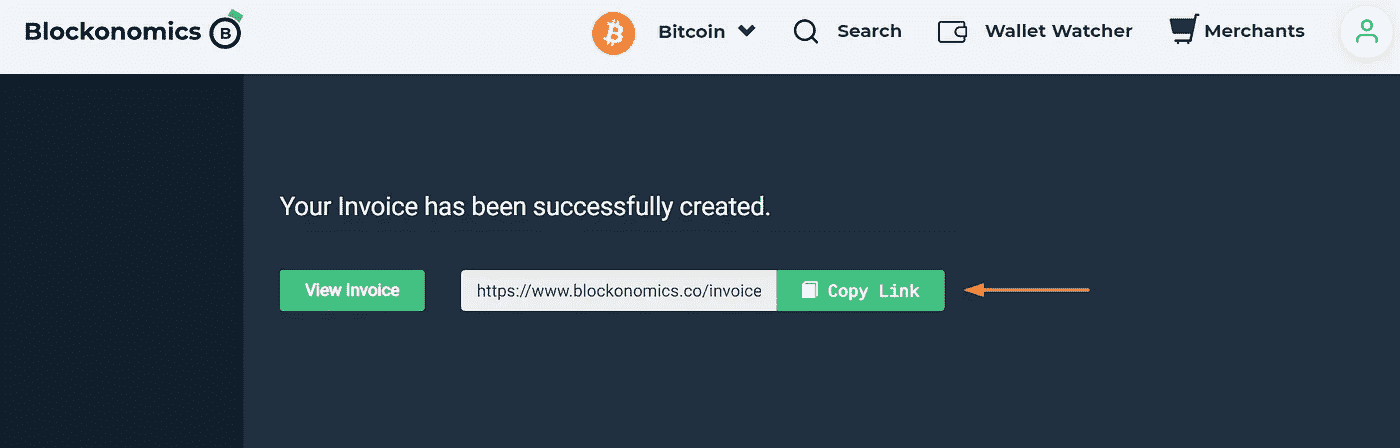 Blockonomics B Bitcoin Search Wallet Watcher Merchants
Your Invoice has been successfully created.
View Invoice https://www.blockonomics.co/invoice Copy Link